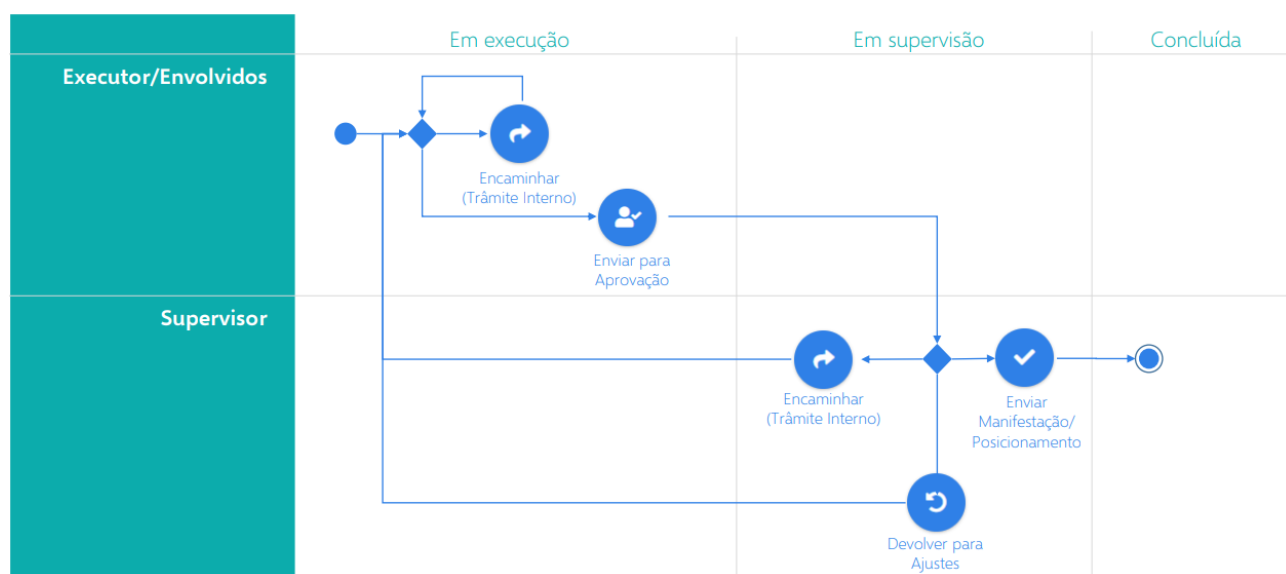 Em execução
Em supervisão
Concluída
Executor/Envolvidos
Encaminhar
(Trâmite Interno)
Enviar para
Aprovação
Supervisor
Encaminhar
(Trâmite Interno)
Enviar
Manifestação/
Posicionamento
Devolver para
Ajustes